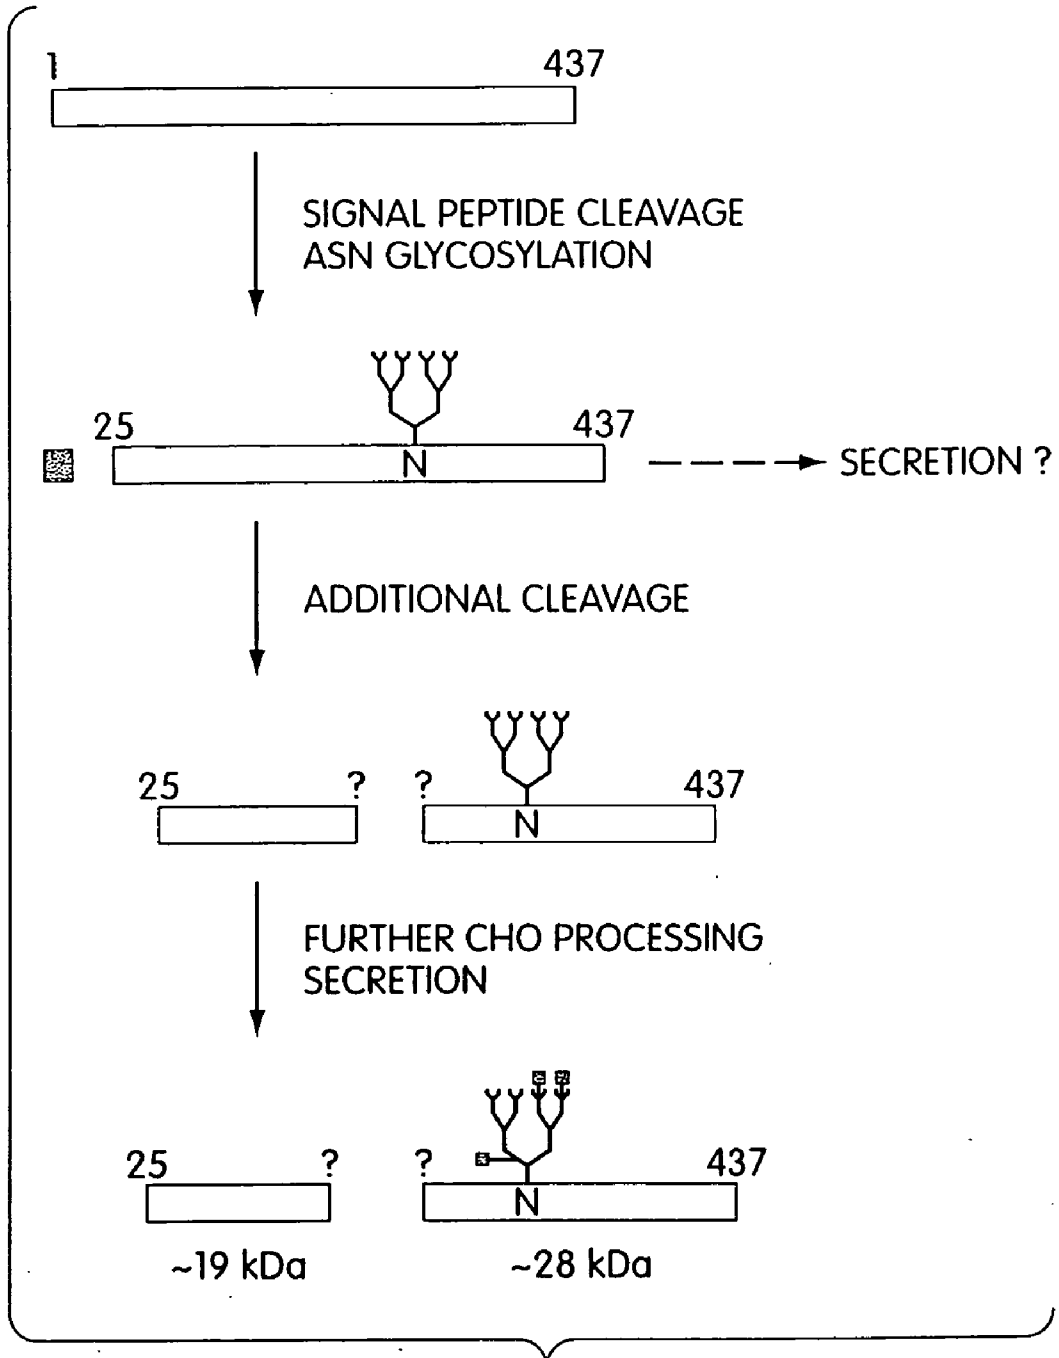 1 437
SIGNAL PEPTIDE CLEAVAGE
ASN GLYCOSYLATION
25 437
N
SECRETION ?
ADDITIONAL CLEAVAGE
25 ? ? 437
N
FURTHER CHO PROCESSING
SECRETION
25 ? ? 437
N
~19 kDa ~28 kDa